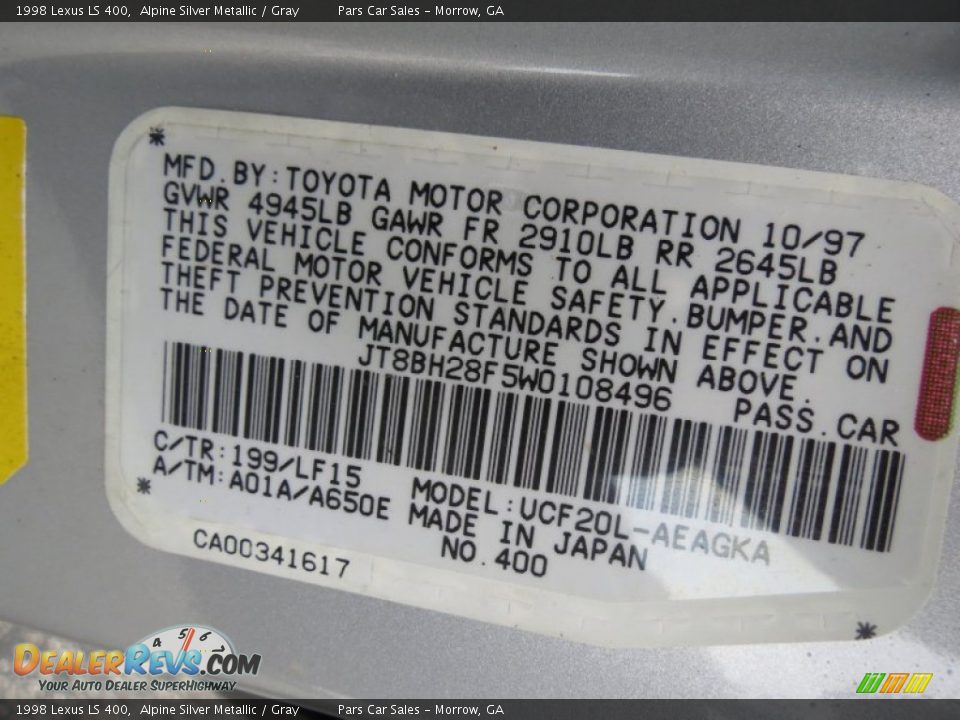 1998 Lexus LS 400, Alpine Silver Metallic / Gray Pars Car Sales - Morrow, GA
MFD.BY:TOYOTA MOTOR CORPORATION 10/97
GVWR 4945LB GAWR FR 2910LB RR 2645LB
THIS VEHICLE CONFORMS TO ALL APPLICABLE
FEDERAL MOTOR VEHICLE SAFETY.BUMPER.AND
THEFT PREVENTION STANDARDS IN EFFECT ON
THE DATE OF MANUFACTURE SHOWN ABOVE.
JT8BH28F5W0108496 PASS.CAR
C/TR:199/LF15
A/TM:A01A/A650E
MODEL:UCF20L-AEAGKA
MADE IN JAPAN
NO.400
CA00341617
4 5 6
DEALERREVS.COM
YOUR AUTO DEALER SUPERHIGHWAY
1998 Lexus LS 400, Alpine Silver Metallic / Gray Pars Car Sales - Morrow, GA